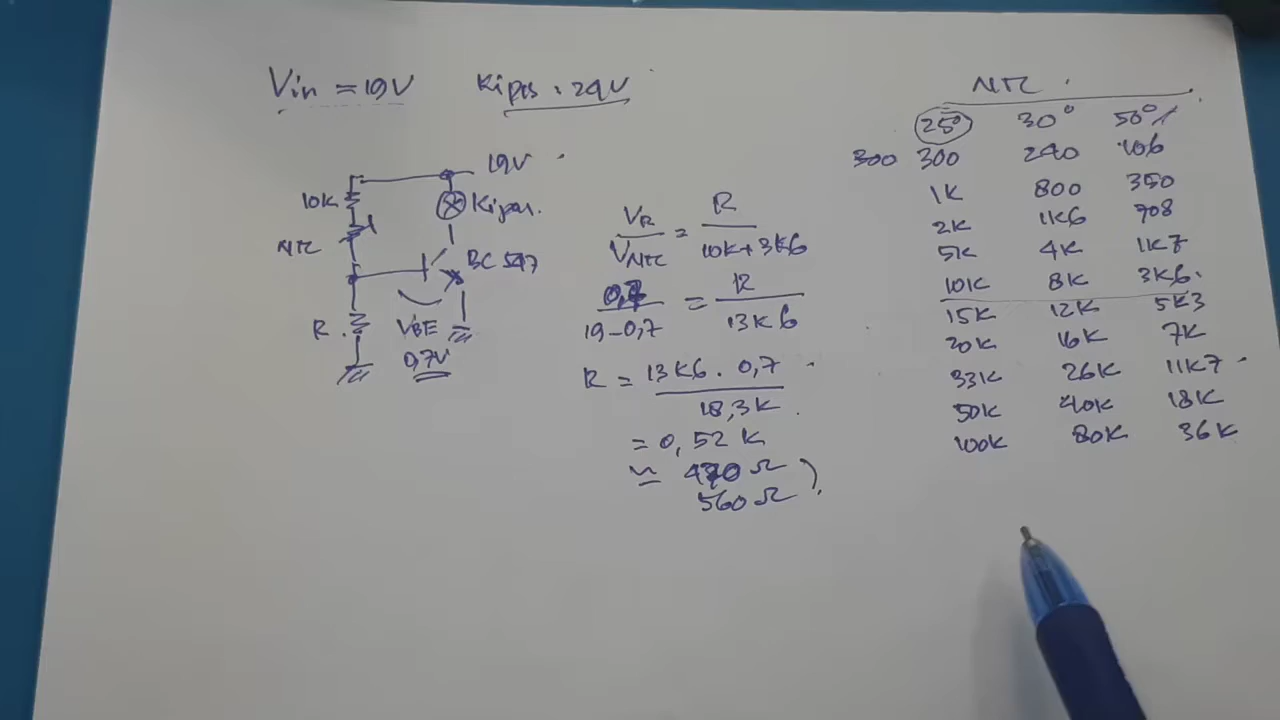 Vin = 19V Kipas : 24V
19V
10K
Kipas.
NTC
BC 547
R.
VBE
0,7V
VR / VNTC = R / 10K + 3K6
0,7 / 19 - 0,7 = R / 13K6
R = 13K6 . 0,7 / 18,3K
= 0,52 K
≃ 470 Ω
560 Ω
NTC
25° 30° 50°
300 300 240 106
1K 800 350
2K 1K6 708
5K 4K 1K7
10K 8K 3K6
15K 12K 5K3
20K 16K 7K
33K 26K 11K7
50K 40K 18K
100K 80K 36K